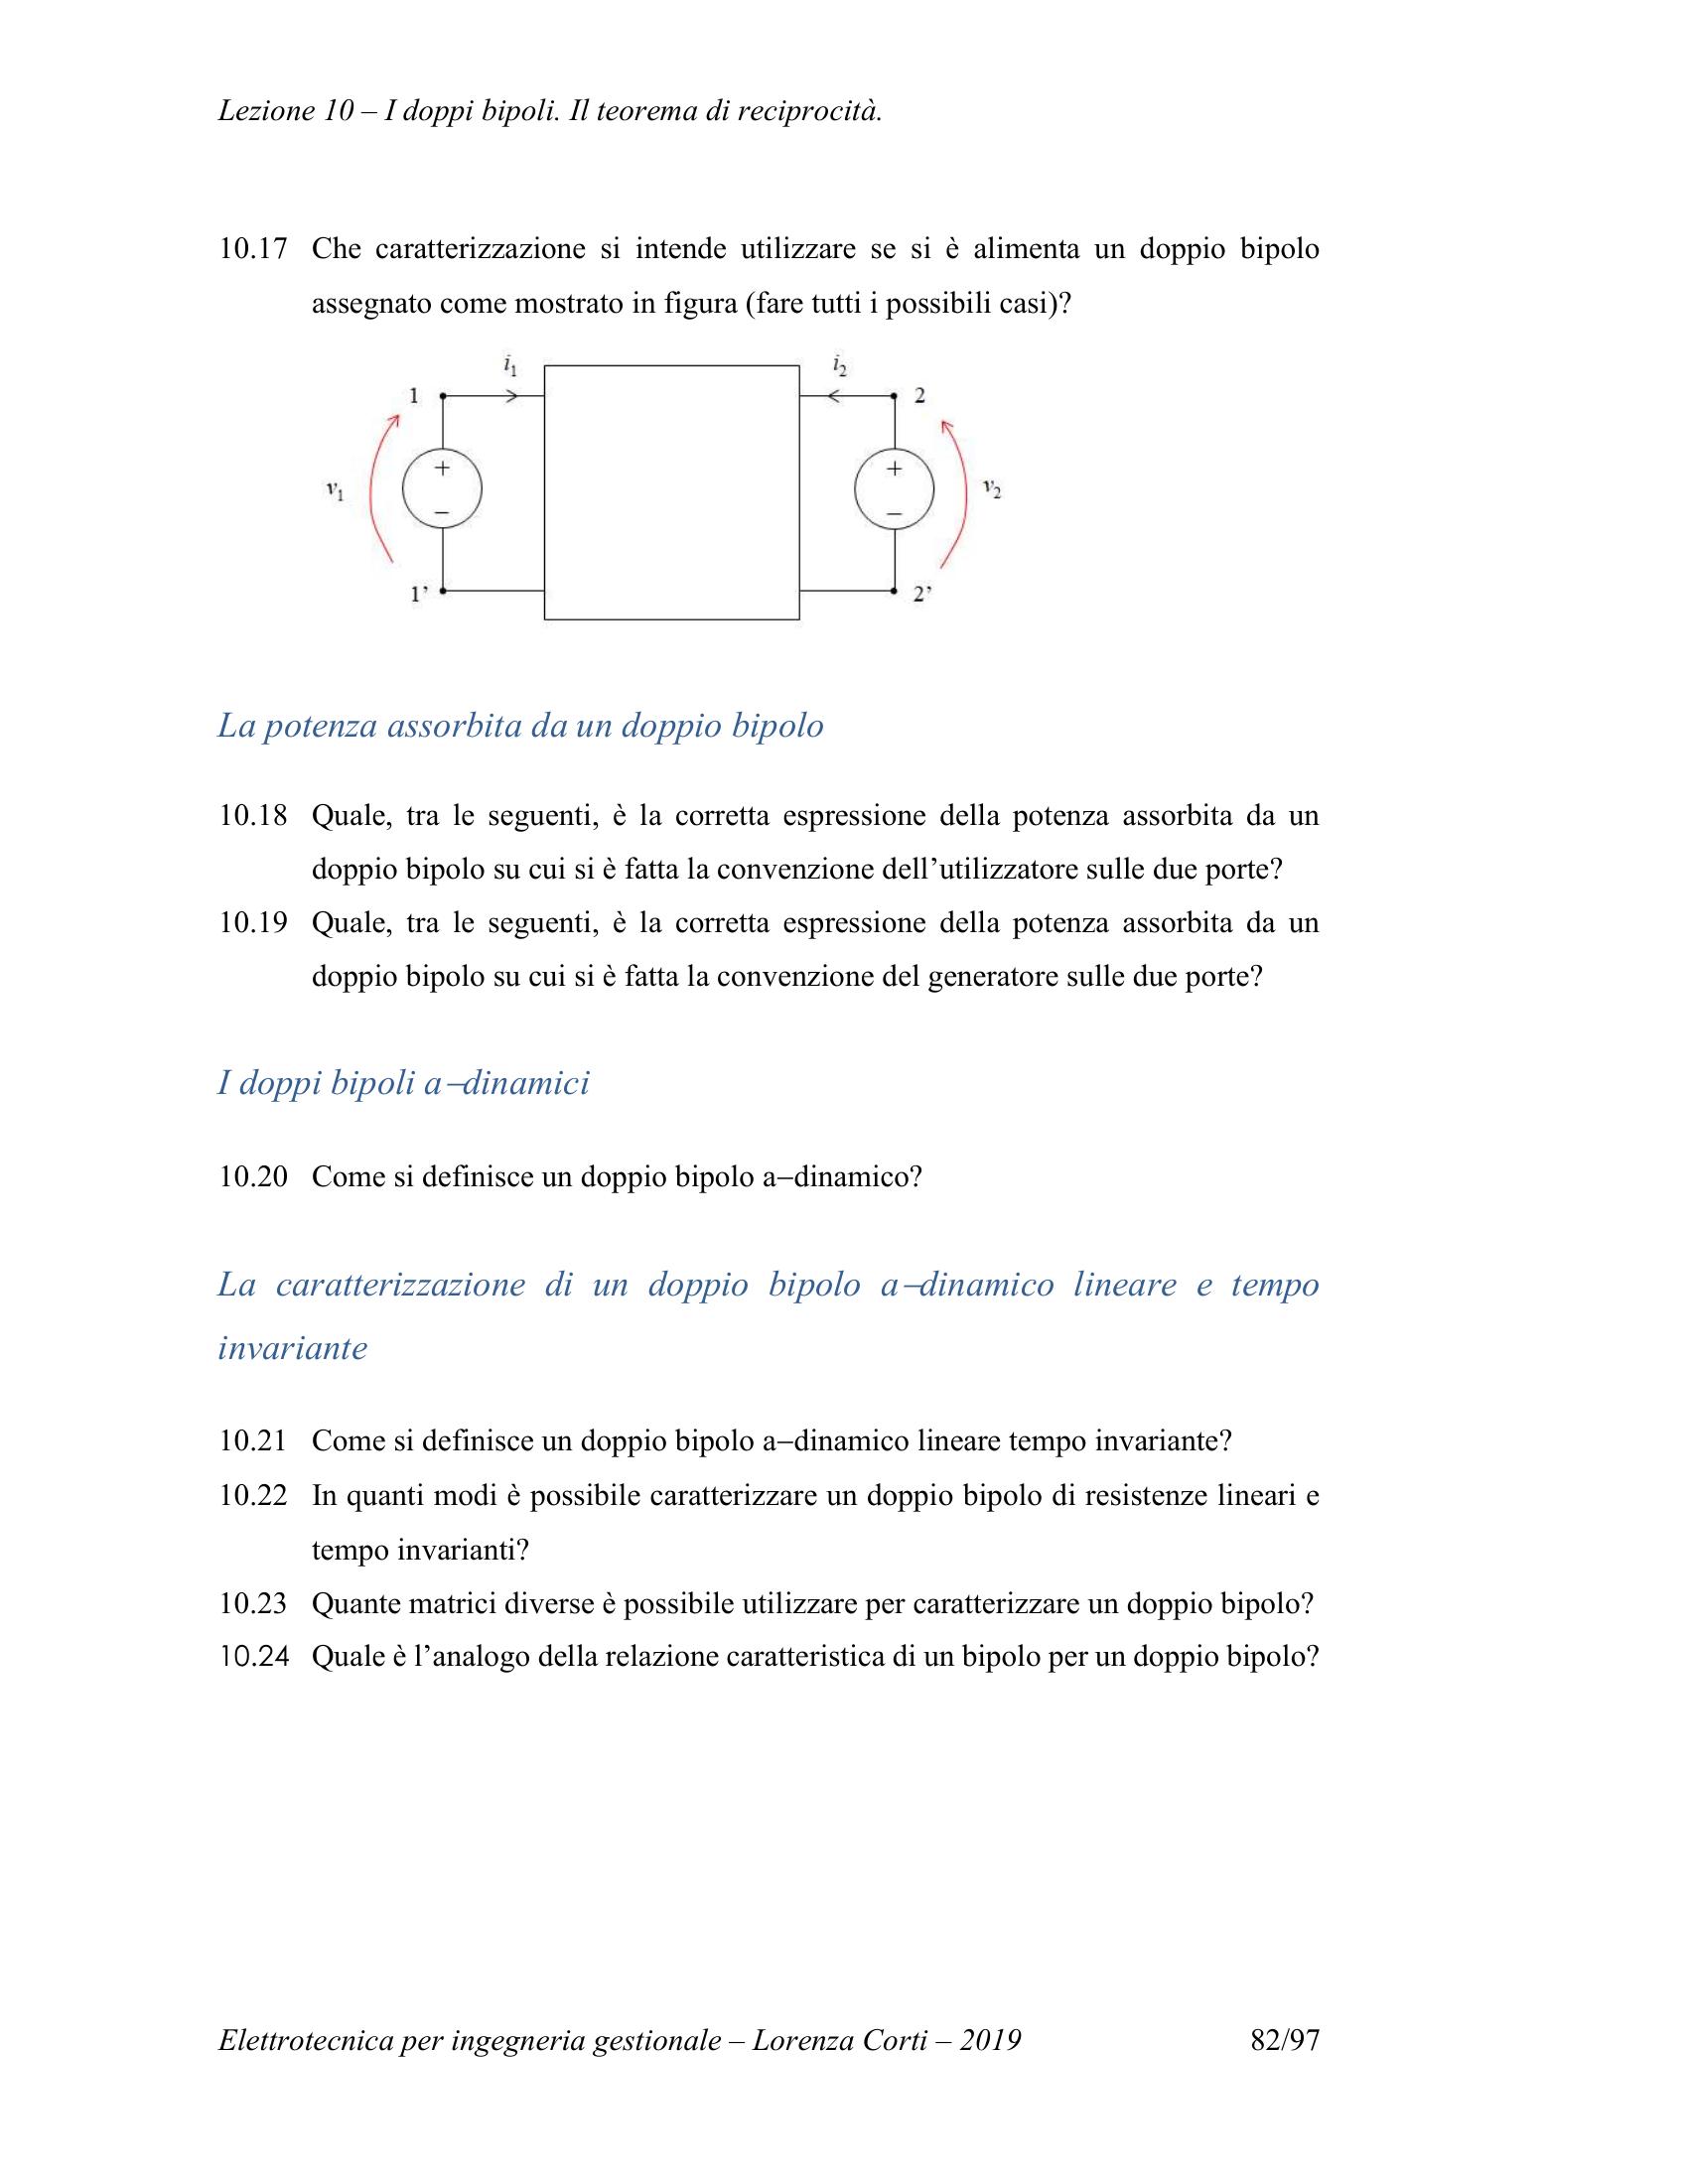 Lezione 10 – I doppi bipoli. Il teorema di reciprocità.
10.17 Che caratterizzazione si intende utilizzare se si è alimenta un doppio bipolo
assegnato come mostrato in figura (fare tutti i possibili casi)?
i1 i2
1 2
+ +
v1 v2
– –
1’ 2’
La potenza assorbita da un doppio bipolo
10.18 Quale, tra le seguenti, è la corretta espressione della potenza assorbita da un
doppio bipolo su cui si è fatta la convenzione dell’utilizzatore sulle due porte?
10.19 Quale, tra le seguenti, è la corretta espressione della potenza assorbita da un
doppio bipolo su cui si è fatta la convenzione del generatore sulle due porte?
I doppi bipoli a–dinamici
10.20 Come si definisce un doppio bipolo a–dinamico?
La caratterizzazione di un doppio bipolo a–dinamico lineare e tempo
invariante
10.21 Come si definisce un doppio bipolo a–dinamico lineare tempo invariante?
10.22 In quanti modi è possibile caratterizzare un doppio bipolo di resistenze lineari e
tempo invarianti?
10.23 Quante matrici diverse è possibile utilizzare per caratterizzare un doppio bipolo?
10.24 Quale è l’analogo della relazione caratteristica di un bipolo per un doppio bipolo?
Elettrotecnica per ingegneria gestionale – Lorenza Corti – 2019 82/97